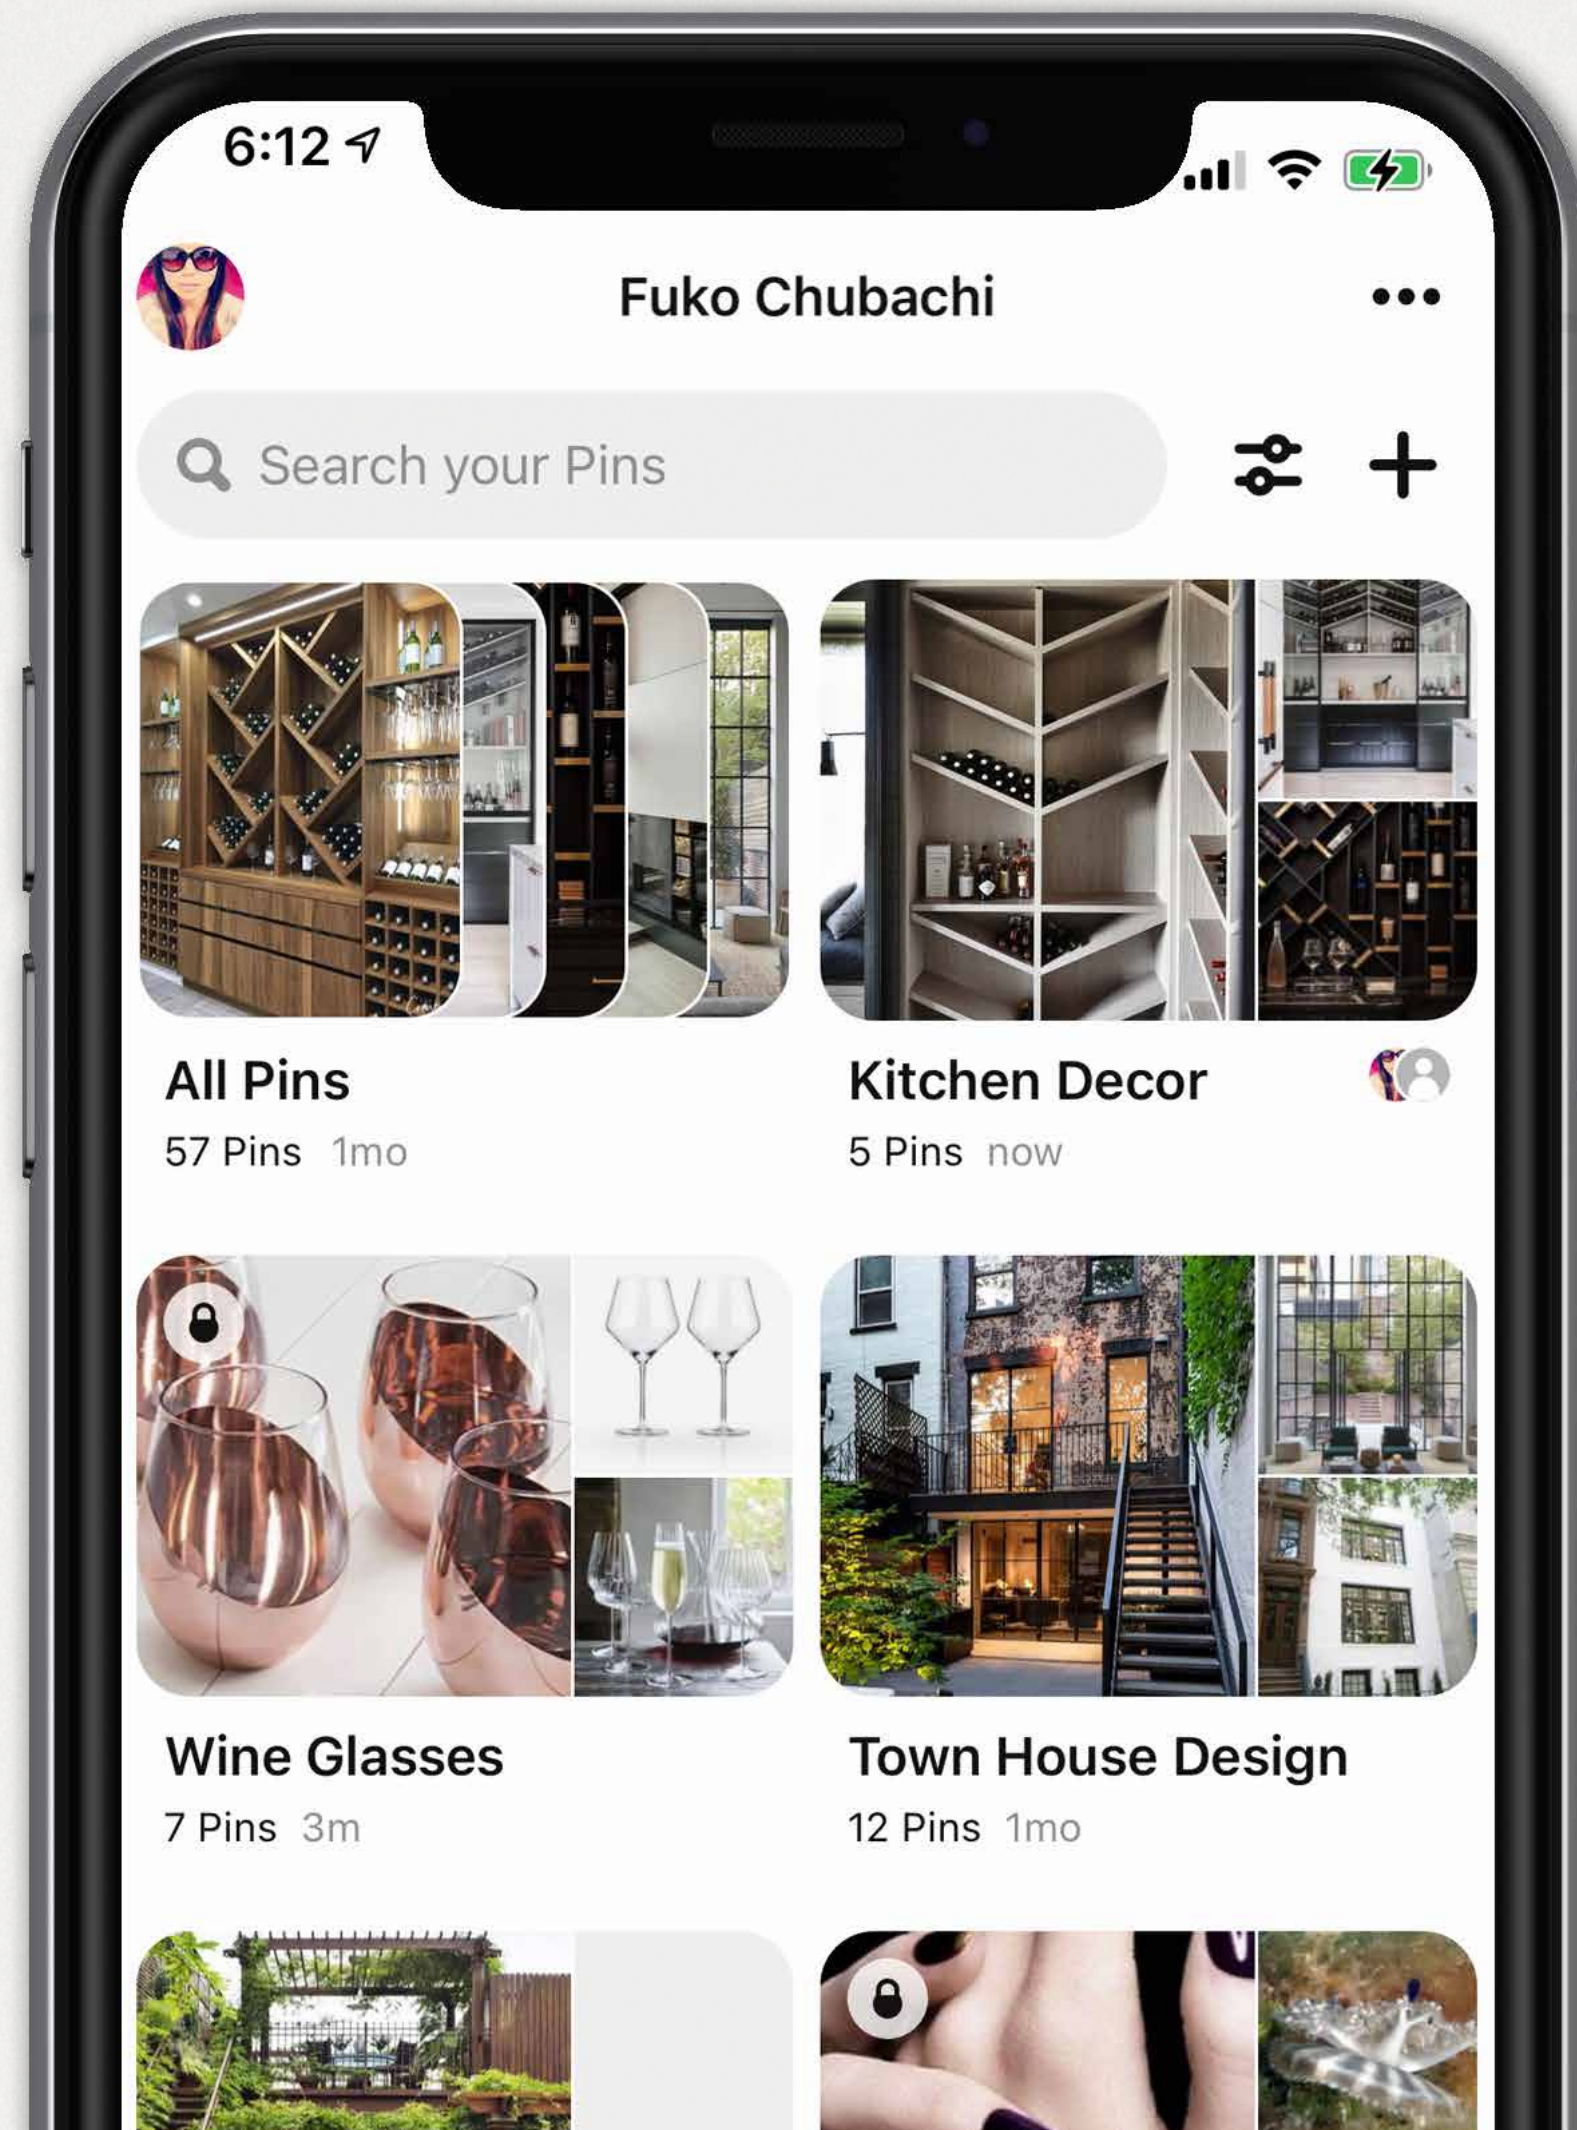 6:12
Fuko Chubachi
Search your Pins
All Pins
57 Pins 1mo
Kitchen Decor
5 Pins now
Wine Glasses
7 Pins 3m
Town House Design
12 Pins 1mo